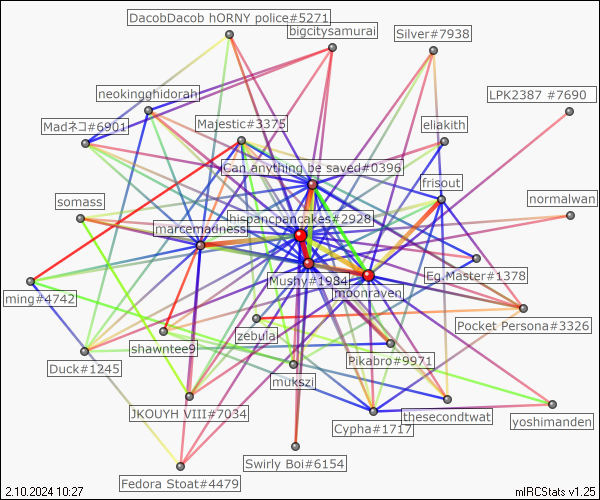 DacobDacob hORNY police#5271
bigcitysamurai
Silver#7938
neokingghidorah
LPK2387 #7690
Madネコ#6901
Majestic#3375
eliakith
Can anything be saved#0396
frisout
somass
hispancpancakes#2928
normalwan
marcemadness
Mushy#1984
Eg.Master#1378
moonraven
ming#4742
Pocket Persona#3326
zebulai
shawntee9
Pikabro#9971
Duck#1245
mukszi
JKOUYH VIII#7034
thesecondtwat
Cypha#1717
yoshimanden
Swirly Boi#6154
Fedora Stoat#4479
2.10.2024 10:27
mIRCStats v1.25